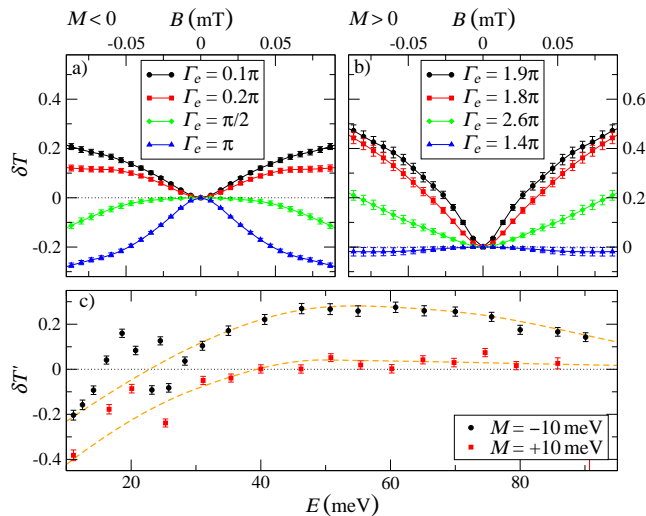 M < 0 B (mT) B (mT) M > 0
-0.05 0 0.05 -0.05 0 0.05
a) b)
Γe = 0.1π
Γe = 0.2π
Γe = π/2
Γe = π
Γe = 1.9π
Γe = 1.8π
Γe = 2.6π
Γe = 1.4π
0.4
0.2
0
-0.2
δT
0.6
0.4
0.2
0
c)
0.2
0
-0.2
-0.4
δT'
M = −10 meV
M = +10 meV
20 40 60 80
E (meV)